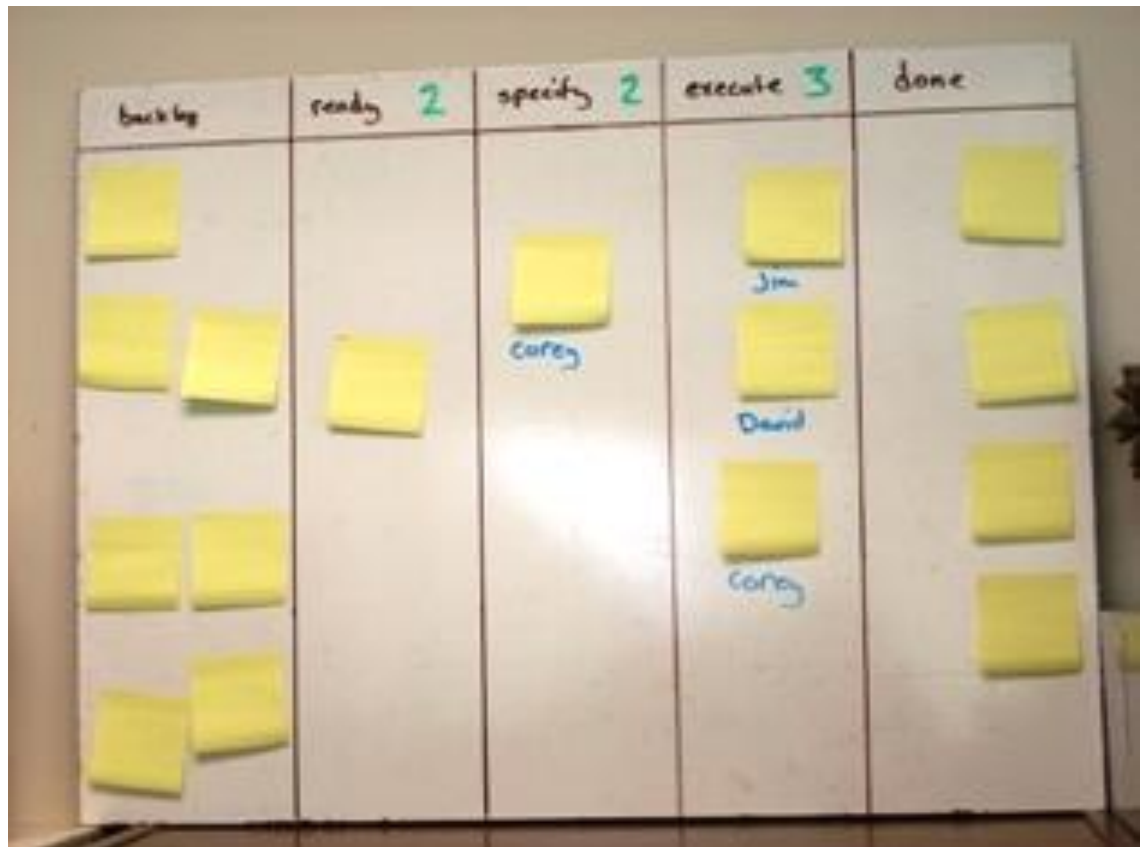 backlog
ready 2
specify 2
execute 3
done
Corey
Jim
David
Corey